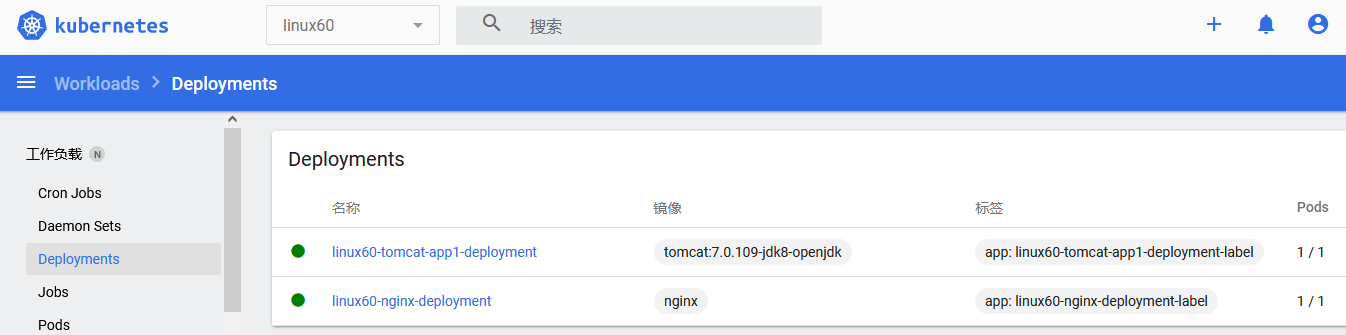 kubernetes
linux60
搜索
Workloads
Deployments
工作负载 N
Cron Jobs
Daemon Sets
Deployments
Jobs
Pods
Deployments
名称 镜像 标签 Pods
linux60-tomcat-app1-deployment tomcat:7.0.109-jdk8-openjdk app: linux60-tomcat-app1-deployment-label 1 / 1
linux60-nginx-deployment nginx app: linux60-nginx-deployment-label 1 / 1